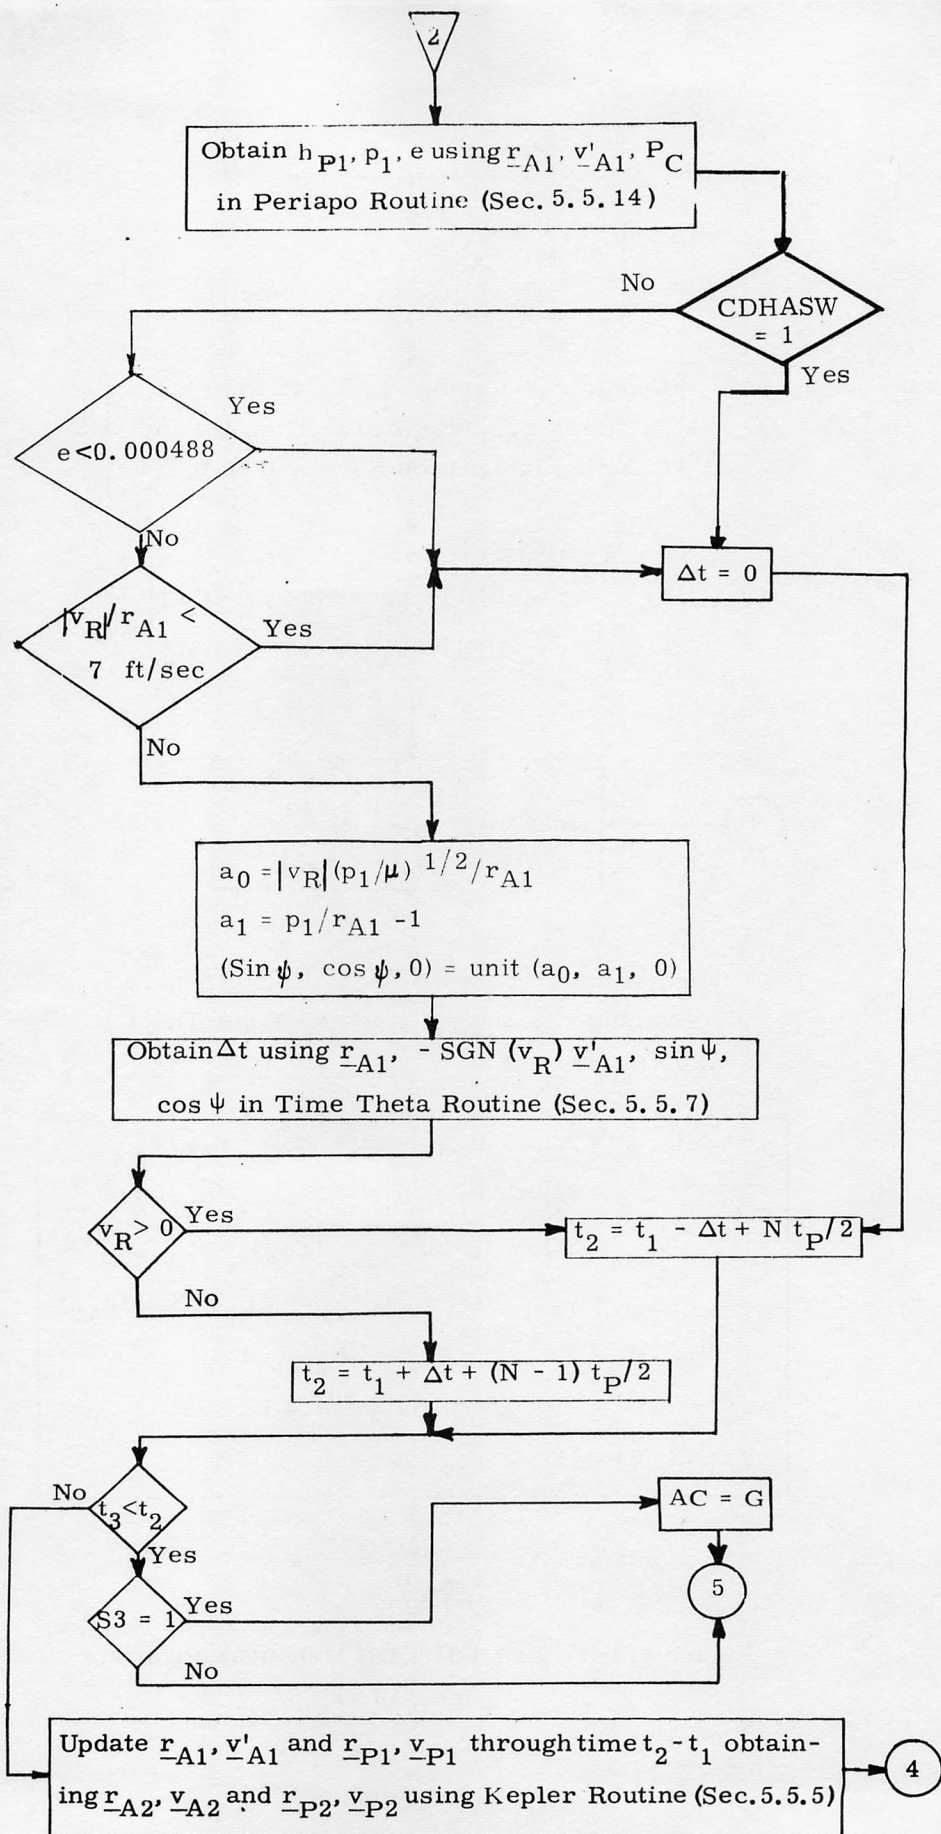 2
Obtain h_P1, p_1, e using r_A1, v'_A1, P_C
in Periapo Routine (Sec. 5. 5. 14)
No
CDHASW
= 1
Yes
Yes
e<0. 000488
No
Δt = 0
|v_R|/r_A1 <
7 ft/sec
Yes
No
a_0 = |v_R| (p_1/μ) ^1/2 /r_A1
a_1 = p_1/r_A1 -1
(Sin ψ, cos ψ, 0) = unit (a_0, a_1, 0)
Obtain Δt using r_A1, - SGN (v_R) v'_A1, sin ψ,
cos ψ in Time Theta Routine (Sec. 5. 5. 7)
v_R > 0
Yes
t_2 = t_1 - Δt + N t_P/2
No
t_2 = t_1 + Δt + (N - 1) t_P/2
No
t_3<t_2
AC = G
Yes
5
S3 = 1
Yes
No
Update r_A1, v'_A1 and r_P1, v_P1 through time t_2 - t_1 obtain-
ing r_A2, v_A2 and r_P2, v_P2 using Kepler Routine (Sec. 5. 5. 5)
4